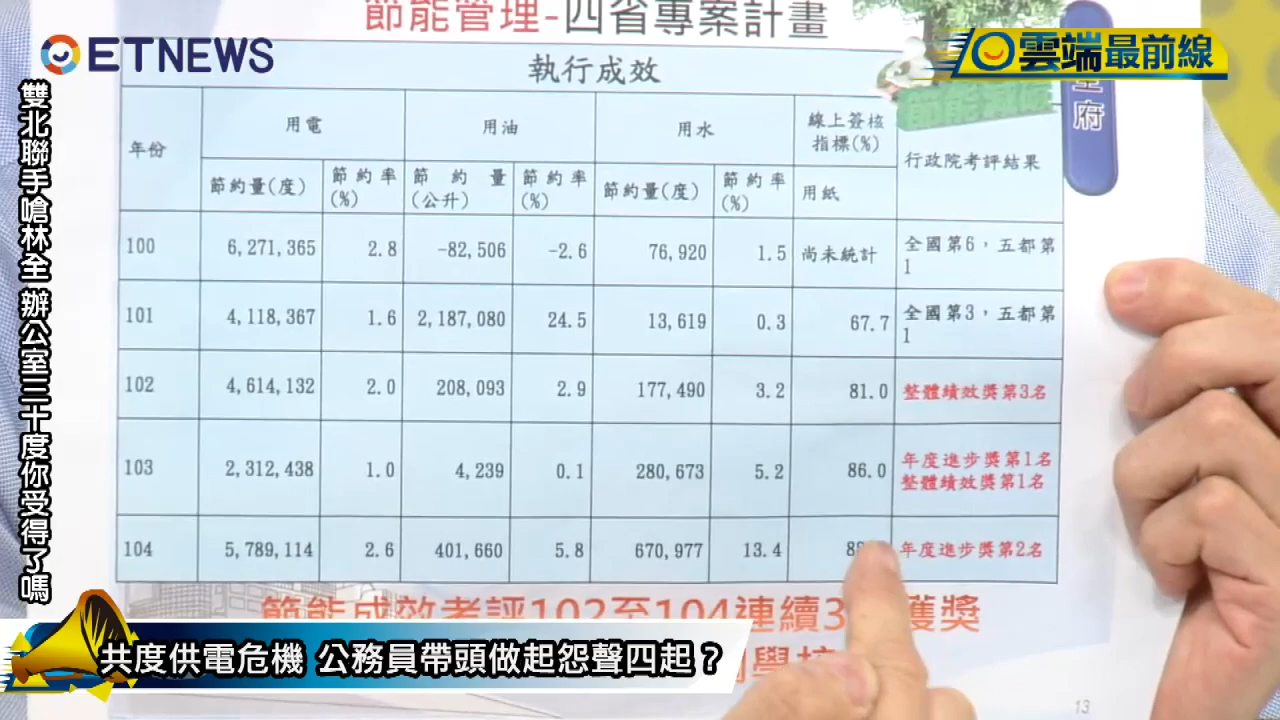 節能管理-四省專案計畫
ETNEWS
雲端最前線
雙北聯手嗆林全 辦公室三十度你受得了嗎
執行成效
年份 用電 用油 用水 線上簽核指標(%) 行政院考評結果
節約量(度) 節約率(%) 節約量(公升) 節約率(%) 節約量(度) 節約率(%) 用紙
100 6,271,365 2.8 -82,506 -2.6 76,920 1.5 尚未統計 全國第6，五都第1
101 4,118,367 1.6 2,187,080 24.5 13,619 0.3 67.7 全國第3，五都第1
102 4,614,132 2.0 208,093 2.9 177,490 3.2 81.0 整體績效獎第3名
103 2,312,438 1.0 4,239 0.1 280,673 5.2 86.0 年度進步獎第1名
整體績效獎第1名
104 5,789,114 2.6 401,660 5.8 670,977 13.4 年度進步獎第2名
府
節能減碳
節能成效考評102至104連續3 獲獎
共度供電危機 公務員帶頭做起怨聲四起？
13